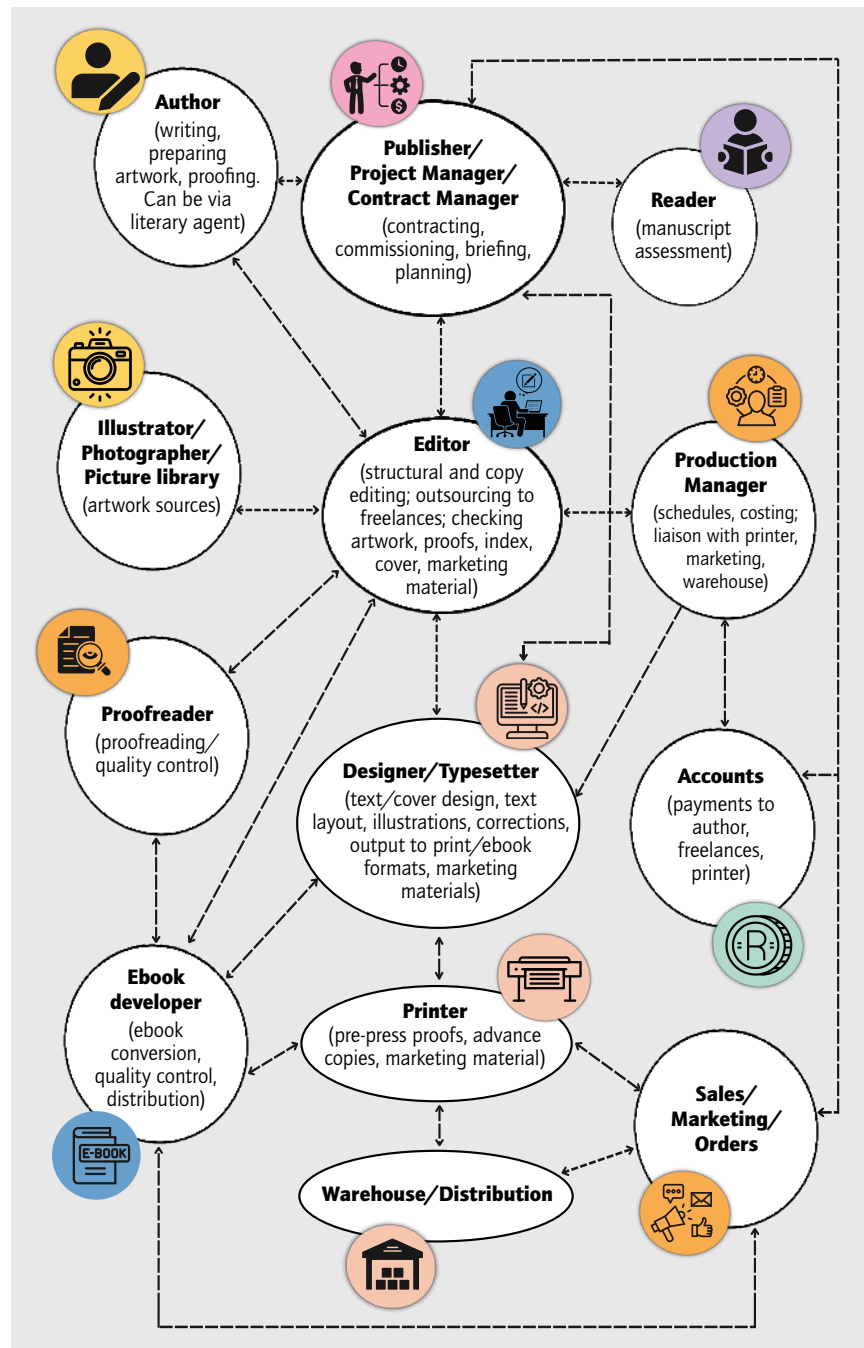 Author
(writing,
preparing
artwork, proofing.
Can be via
literary agent)
Publisher/
Project Manager/
Contract Manager
(contracting,
commissioning, briefing,
planning)
Reader
(manuscript
assessment)
Illustrator/
Photographer/
Picture library
(artwork sources)
Editor
(structural and copy
editing; outsourcing to
freelances; checking
artwork, proofs, index,
cover, marketing
material)
Production
Manager
(schedules, costing;
liaison with printer,
marketing,
warehouse)
Proofreader
(proofreading/
quality control)
</>
Designer/Typesetter
(text/cover design, text
layout, illustrations, corrections,
output to print/ebook
formats, marketing
materials)
Accounts
(payments to
author,
freelances,
printer)
R
Ebook
developer
(ebook
conversion,
quality control,
distribution)
E-BOOK
Printer
(pre-press proofs, advance
copies, marketing material)
Sales/
Marketing/
Orders
Warehouse/Distribution